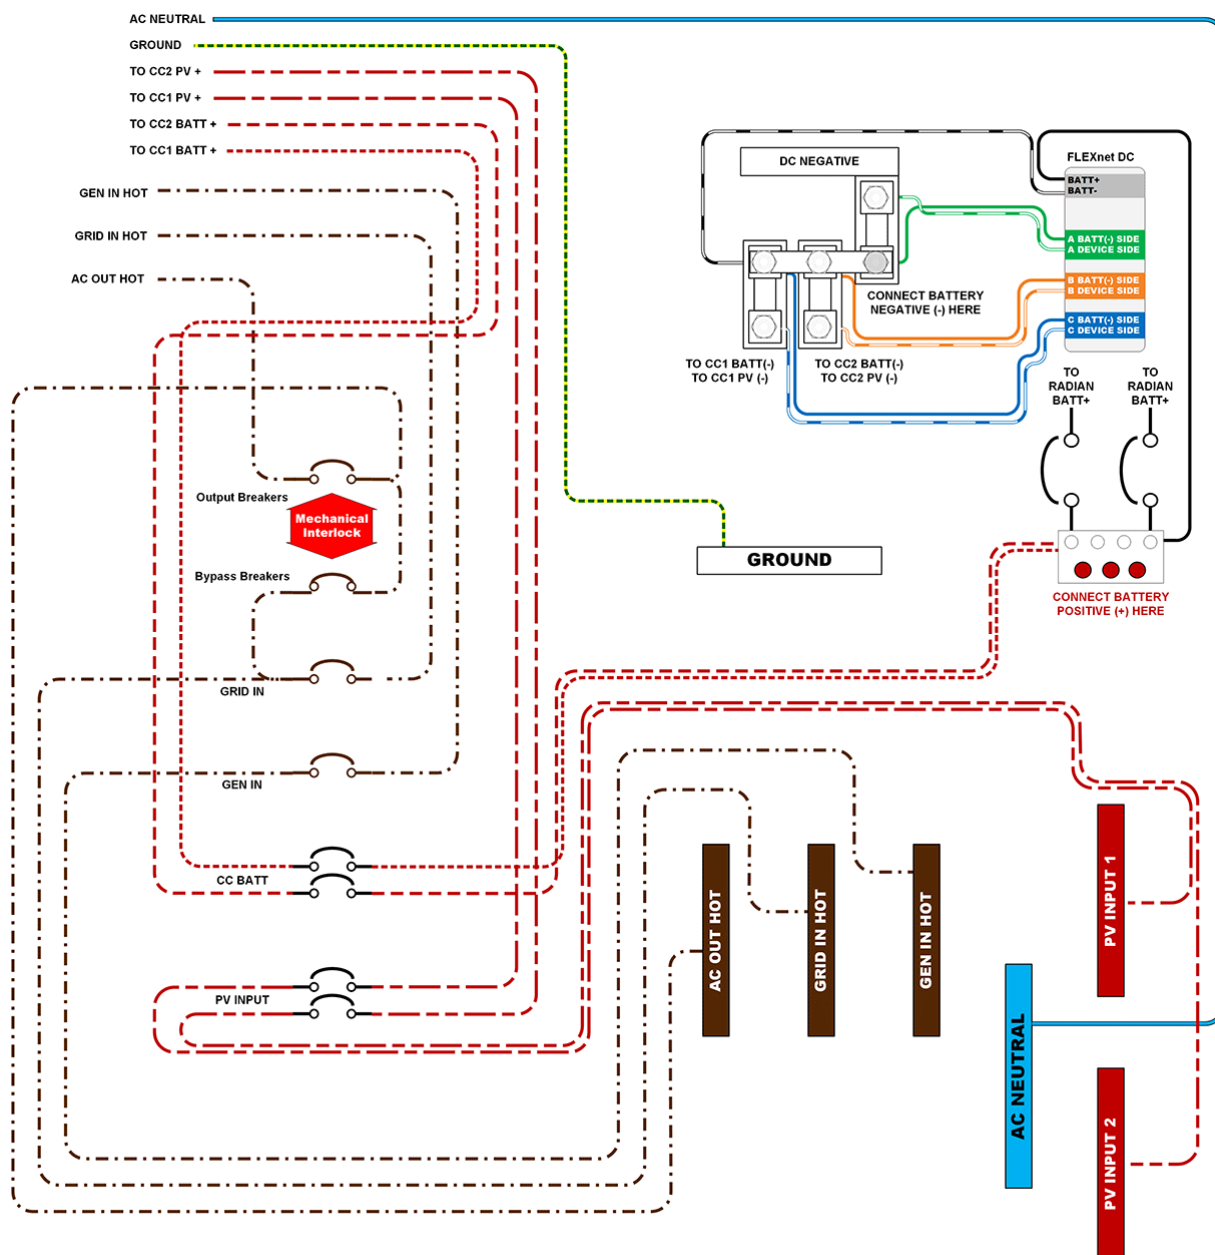 AC NEUTRAL
GROUND
TO CC2 PV +
TO CC1 PV +
TO CC2 BATT +
TO CC1 BATT +
GEN IN HOT
GRID IN HOT
AC OUT HOT
DC NEGATIVE
FLEXnet DC
BATT+
BATT-
A BATT(-) SIDE
A DEVICE SIDE
B BATT(-) SIDE
B DEVICE SIDE
C BATT(-) SIDE
C DEVICE SIDE
CONNECT BATTERY
NEGATIVE (-) HERE
TO CC1 BATT(-)
TO CC1 PV (-)
TO CC2 BATT(-)
TO CC2 PV (-)
TO
RADIAN
BATT+
TO
RADIAN
BATT+
Output Breakers
Mechanical
Interlock
Bypass Breakers
GROUND
CONNECT BATTERY
POSITIVE (+) HERE
GRID IN
GEN IN
CC BATT
PV INPUT
AC OUT HOT
GRID IN HOT
GEN IN HOT
AC NEUTRAL
PV INPUT 1
PV INPUT 2